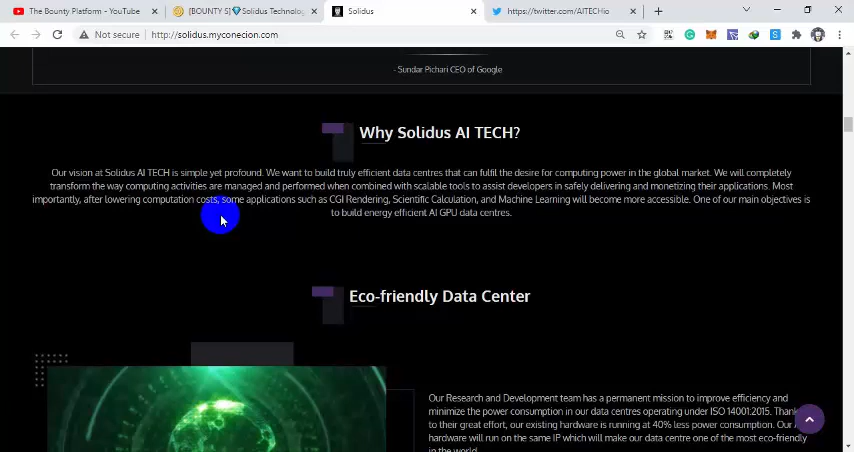 The Bounty Platform - YouTube
[BOUNTY S]💎Solidus Technolog
Solidus
https://twitter.com/AITECHio
Not secure | http://solidus.myconecion.com
- Sundar Pichari CEO of Google
Why Solidus AI TECH?
Our vision at Solidus AI TECH is simple yet profound. We want to build truly efficient data centres that can fulfil the desire for computing power in the global market. We will completely
transform the way computing activities are managed and performed when combined with scalable tools to assist developers in safely delivering and monetizing their applications. Most
importantly, after lowering computation costs, some applications such as CGI Rendering, Scientific Calculation, and Machine Learning will become more accessible. One of our main objectives is
to build energy efficient AI GPU data centres.
Eco-friendly Data Center
Our Research and Development team has a permanent mission to improve efficiency and
minimize the power consumption in our data centres operating under ISO 14001:2015. Thank
to their great effort, our existing hardware is running at 40% less power consumption. Our
hardware will run on the same IP which will make our data centre one of the most eco-friendly
in the world.